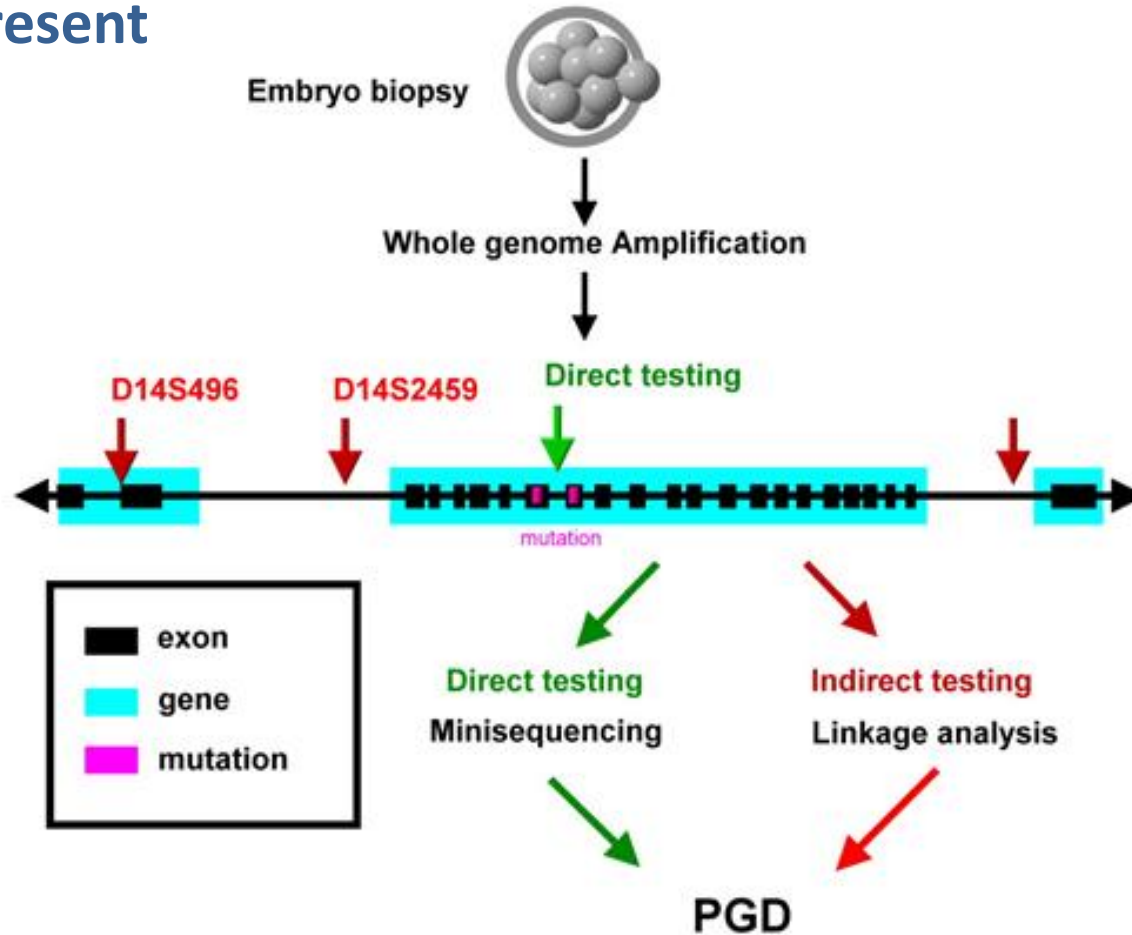 resent
Embryo biopsy
Whole genome Amplification
Direct testing
D14S496
D14S2459
mutation
exon
gene
mutation
Direct testing
Minisequencing
Indirect testing
Linkage analysis
PGD